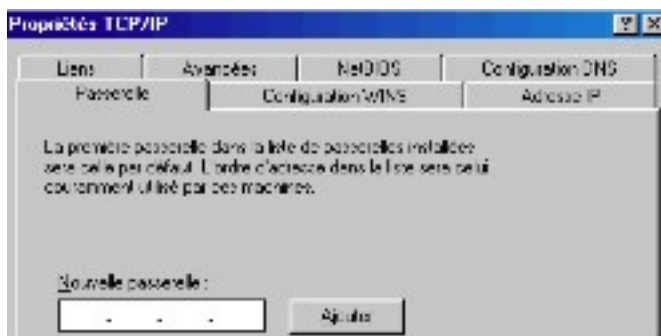 Propriétés TCP/IP
Liens Avancées NetBIOS Configuration DNS
Passerelle Configuration WINS Adresse IP
La première passerelle dans la liste de passerelles installées
sera celle par défaut. L'ordre d'adresse dans la liste sera celui
couramment utilisé par ces machines.
Nouvelle passerelle :
. . .
Ajouter